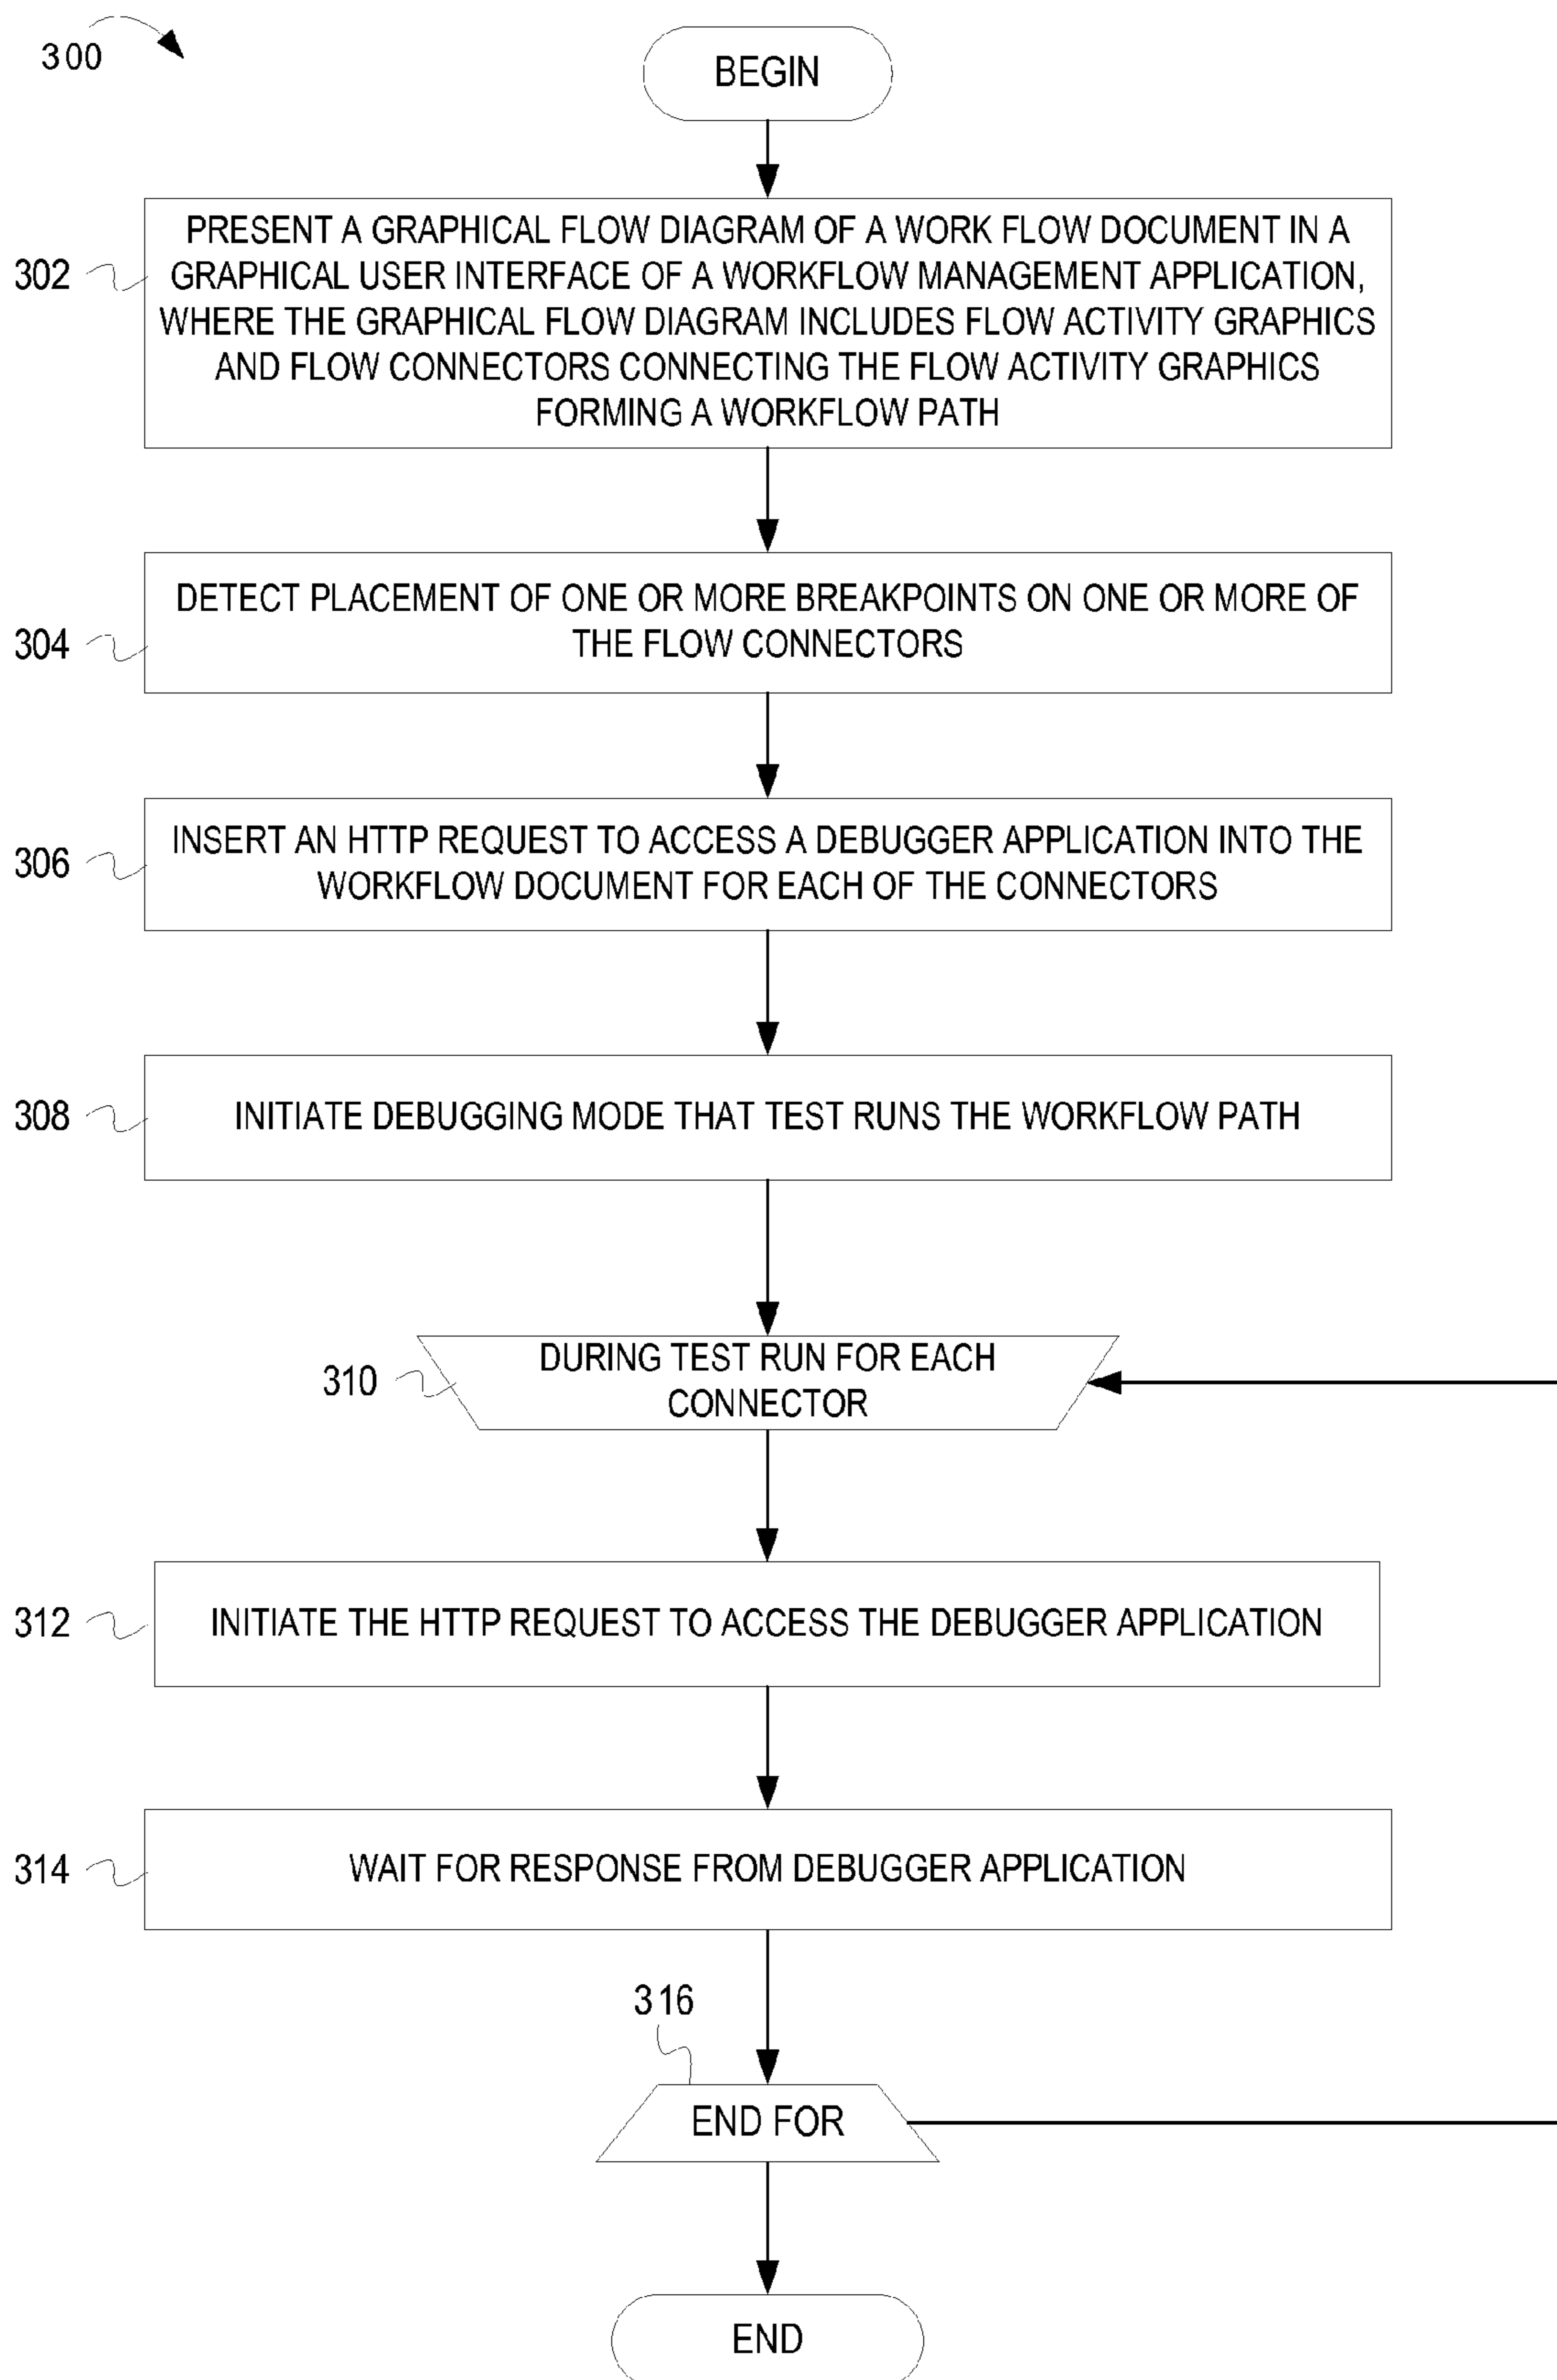 300
BEGIN
302
PRESENT A GRAPHICAL FLOW DIAGRAM OF A WORK FLOW DOCUMENT IN A
GRAPHICAL USER INTERFACE OF A WORKFLOW MANAGEMENT APPLICATION,
WHERE THE GRAPHICAL FLOW DIAGRAM INCLUDES FLOW ACTIVITY GRAPHICS
AND FLOW CONNECTORS CONNECTING THE FLOW ACTIVITY GRAPHICS
FORMING A WORKFLOW PATH
304
DETECT PLACEMENT OF ONE OR MORE BREAKPOINTS ON ONE OR MORE OF
THE FLOW CONNECTORS
306
INSERT AN HTTP REQUEST TO ACCESS A DEBUGGER APPLICATION INTO THE
WORKFLOW DOCUMENT FOR EACH OF THE CONNECTORS
308
INITIATE DEBUGGING MODE THAT TEST RUNS THE WORKFLOW PATH
310
DURING TEST RUN FOR EACH
CONNECTOR
312
INITIATE THE HTTP REQUEST TO ACCESS THE DEBUGGER APPLICATION
314
WAIT FOR RESPONSE FROM DEBUGGER APPLICATION
316
END FOR
END